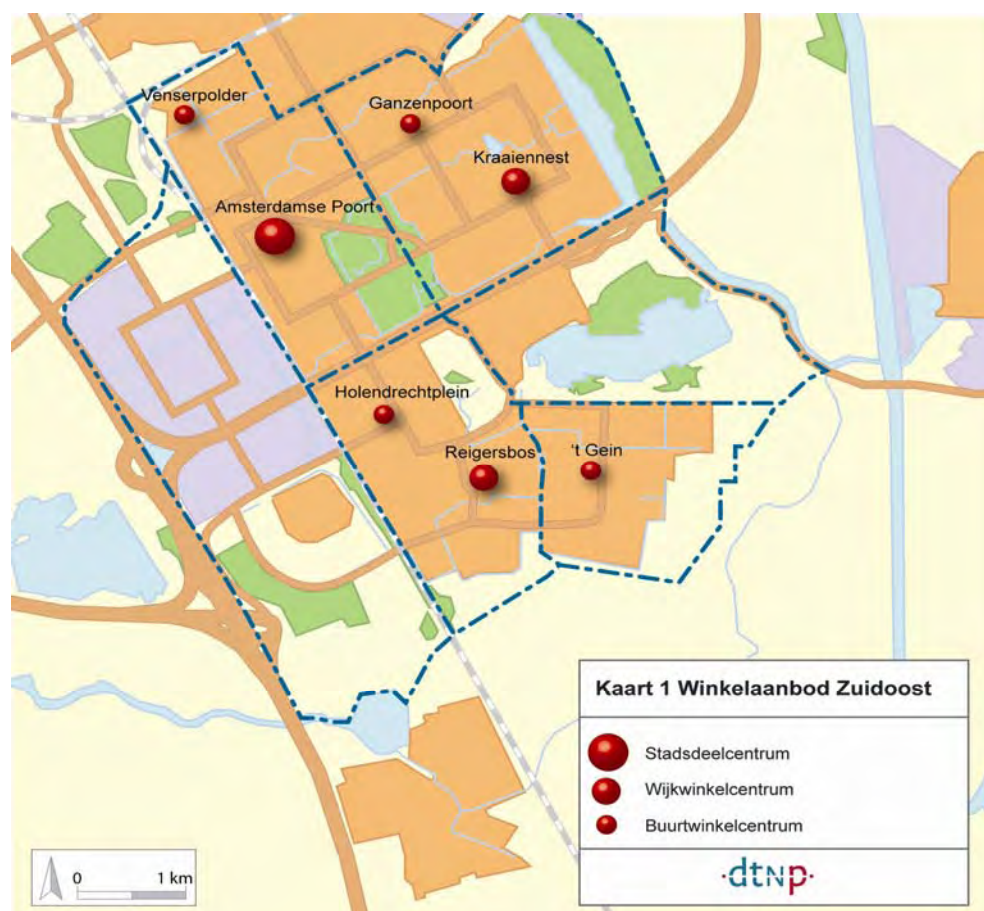 Venserpolder
Ganzenpoort
Kraaiennest
Amsterdamse Poort
Holendrechtplein
Reigersbos
't Gein
Kaart 1 Winkelaanbod Zuidoost
Stadsdeelcentrum
Wijkwinkelcentrum
Buurtwinkelcentrum
0 1 km
·dtNp·